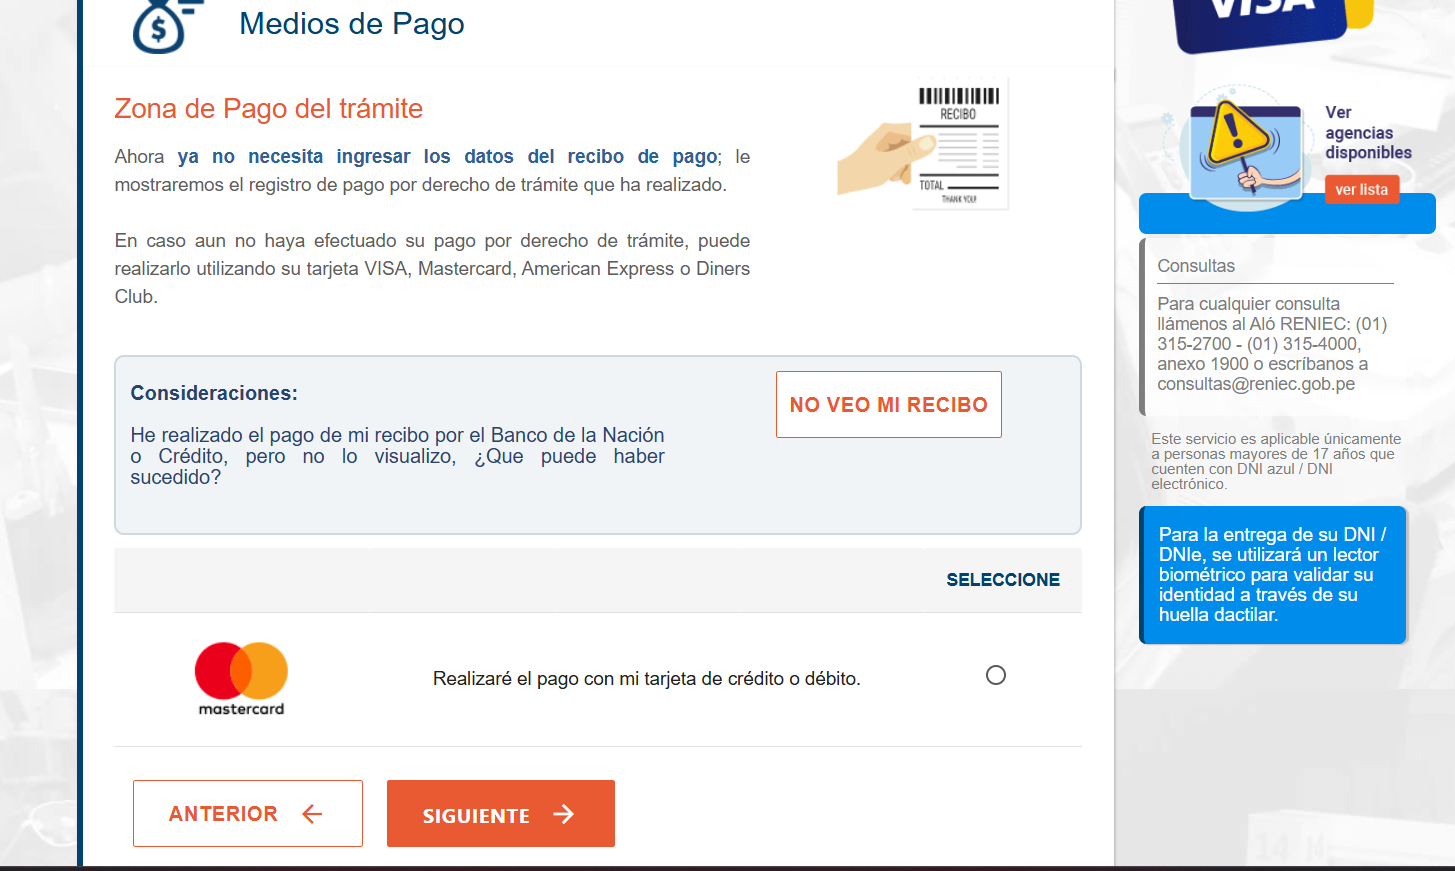 Medios de Pago
Zona de Pago del trámite
Ahora ya no necesita ingresar los datos del recibo de pago; le
mostraremos el registro de pago por derecho de trámite que ha realizado.
En caso aun no haya efectuado su pago por derecho de trámite, puede
realizarlo utilizando su tarjeta VISA, Mastercard, American Express o Diners
Club.
RECIBO
TOTAL
THANK YOU!
Consideraciones:
He realizado el pago de mi recibo por el Banco de la Nación
o Crédito, pero no lo visualizo, ¿Que puede haber
sucedido?
NO VEO MI RECIBO
SELECCIONE
mastercard
Realizaré el pago con mi tarjeta de crédito o débito.
ANTERIOR
SIGUIENTE
VISA
Ver
agencias
disponibles
ver lista
Consultas
Para cualquier consulta
llámenos al Aló RENIEC: (01)
315-2700 - (01) 315-4000,
anexo 1900 o escríbanos a
consultas@reniec.gob.pe
Este servicio es aplicable únicamente
a personas mayores de 17 años que
cuenten con DNI azul / DNI
electrónico.
Para la entrega de su DNI /
DNIe, se utilizará un lector
biométrico para validar su
identidad a través de su
huella dactilar.